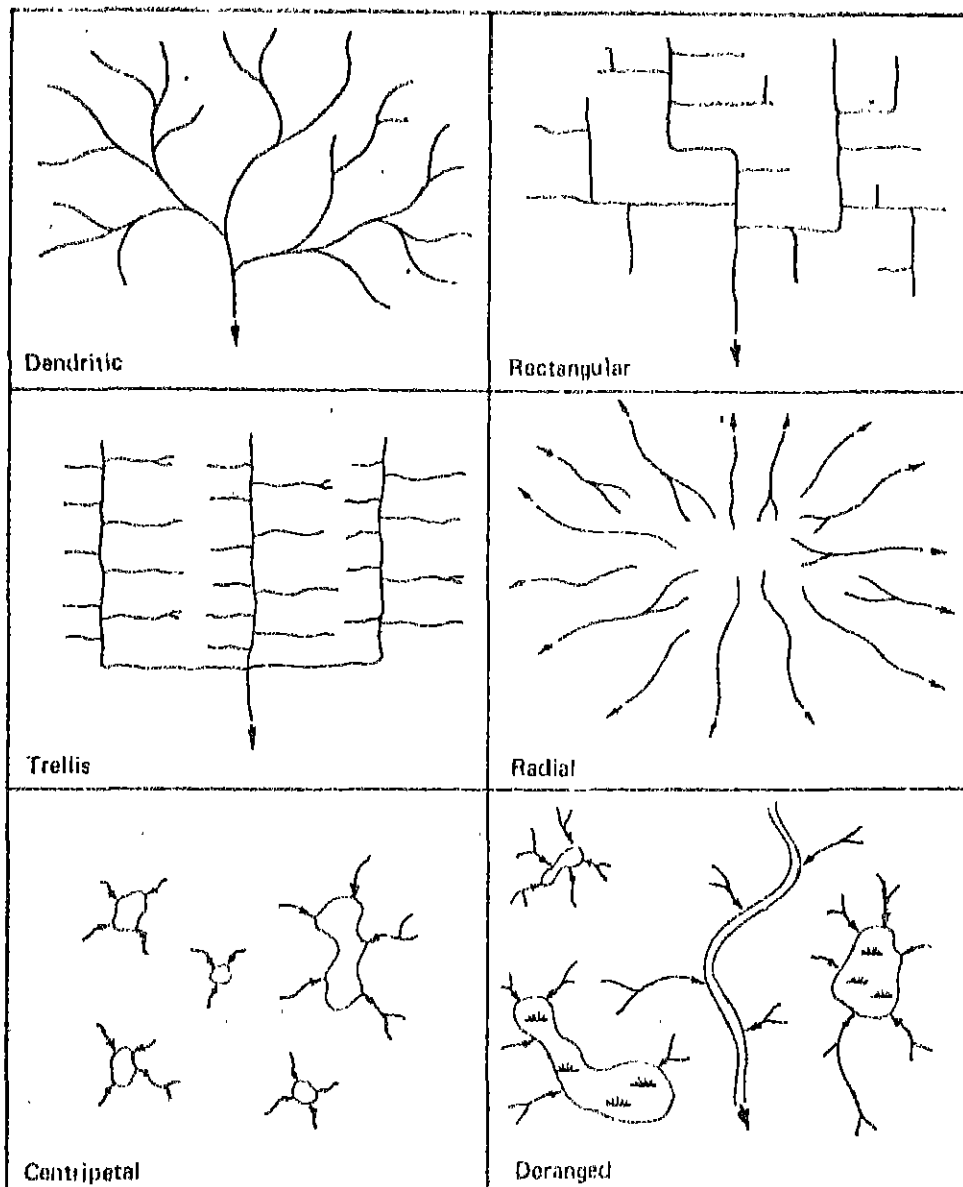 Dendritic
Rectangular
Trellis
Radial
Centripetal
Deranged